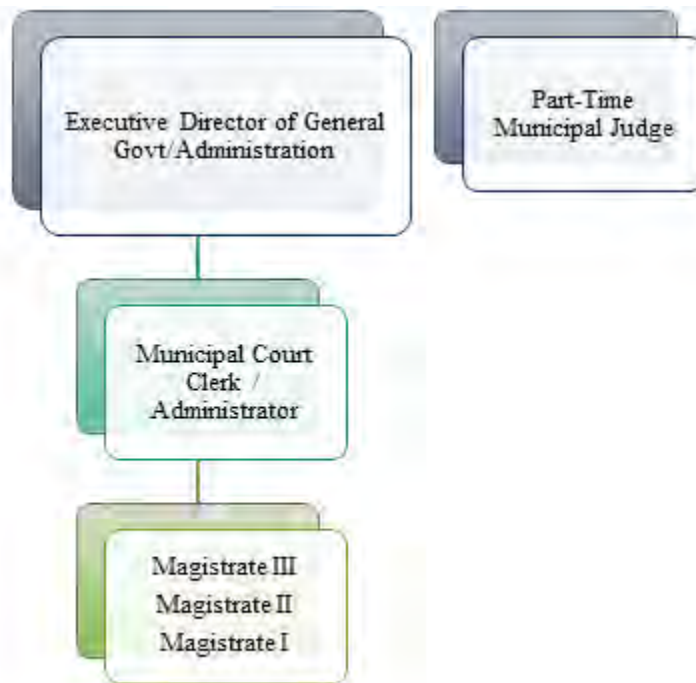 Executive Director of General
Govt/Administration
Part-Time
Municipal Judge
Municipal Court
Clerk /
Administrator
Magistrate III
Magistrate II
Magistrate I